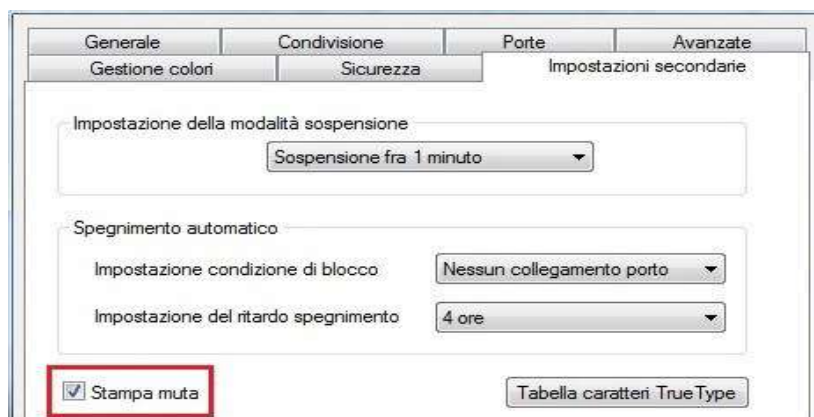 Generale Condivisione Porte Avanzate
Gestione colori Sicurezza Impostazioni secondarie
Impostazione della modalità sospensione
Sospensione fra 1 minuto
Spegnimento automatico
Impostazione condizione di blocco Nessun collegamento porto
Impostazione del ritardo spegnimento 4 ore
Stampa muta Tabella caratteri TrueType